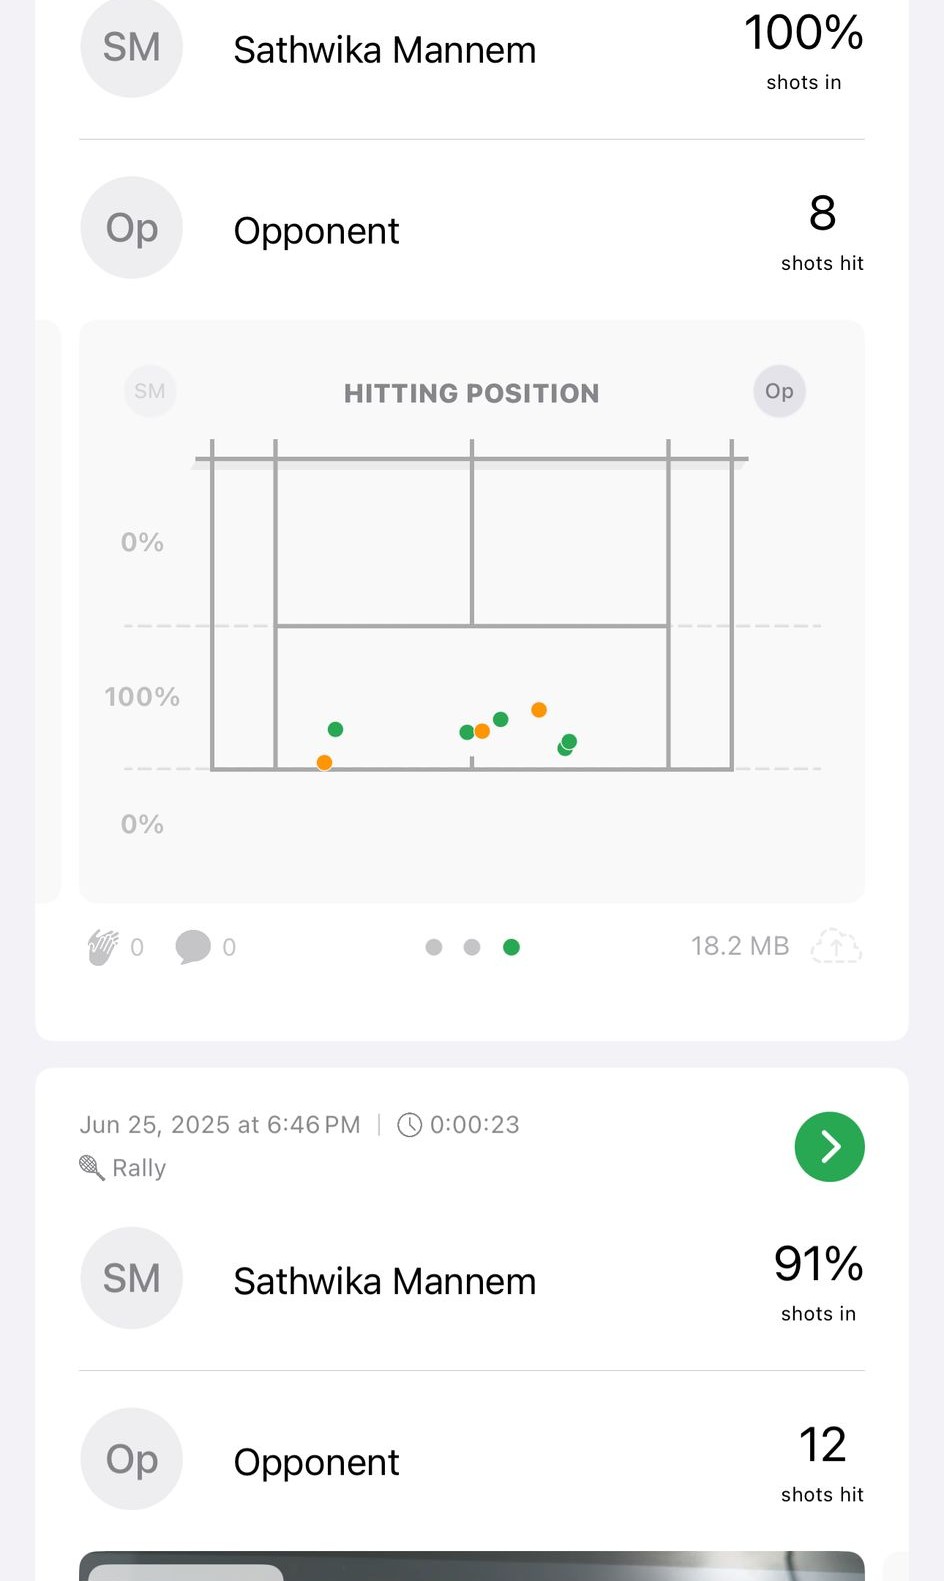 SM Sathwika Mannem 100%
shots in
Op Opponent 8
shots hit
SM HITTING POSITION Op
0%
100%
0%
0 0 18.2 MB
Jun 25, 2025 at 6:46 PM | 0:00:23
Rally
SM Sathwika Mannem 91%
shots in
Op Opponent 12
shots hit